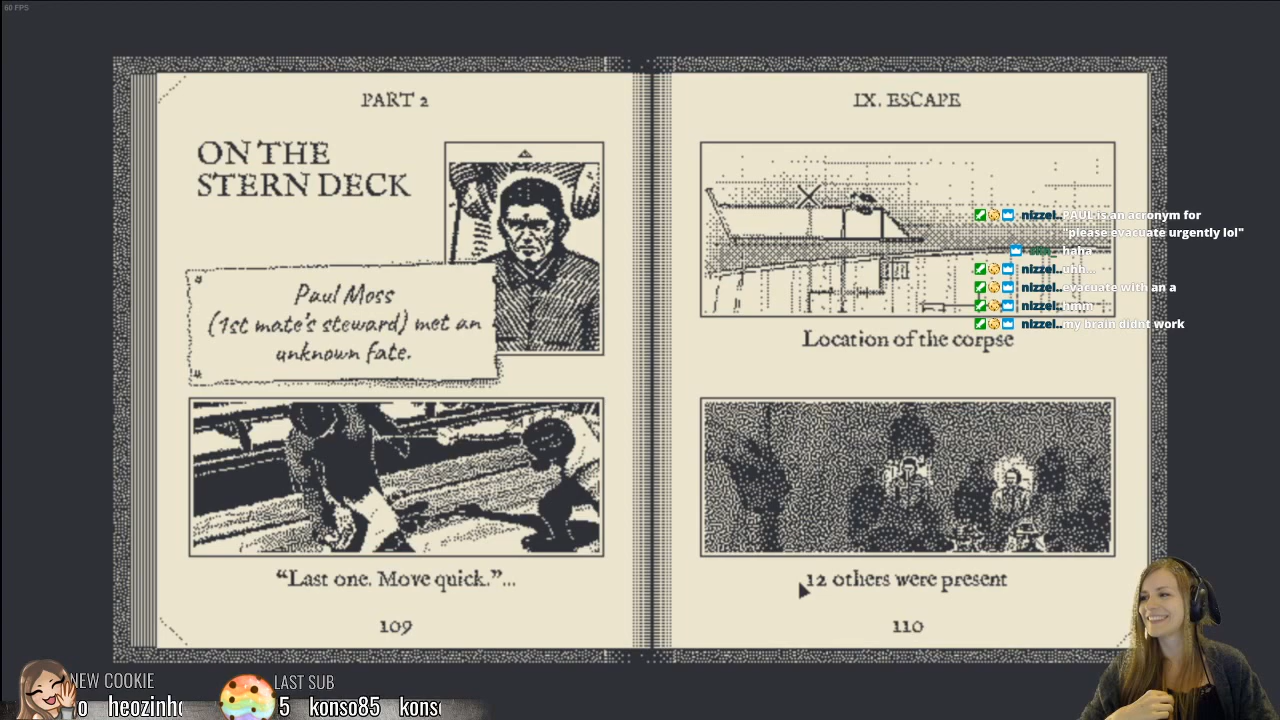 60 FPS
PART 2
ON THE
STERN DECK
Paul Moss
(1st mate's steward) met an
unknown fate.
"Last one. Move quick."...
109
IX. ESCAPE
Location of the corpse
12 others were present
110
nizzel.. PAUL is an acronym for
"please evacuate urgently lol"
haha
nizzel.. uhh...
nizzel.. evacuate with an a
nizzel.. hmm
nizzel.. my brain didnt work
NEW COOKIE
o heozinho
LAST SUB
5 konso85 kons